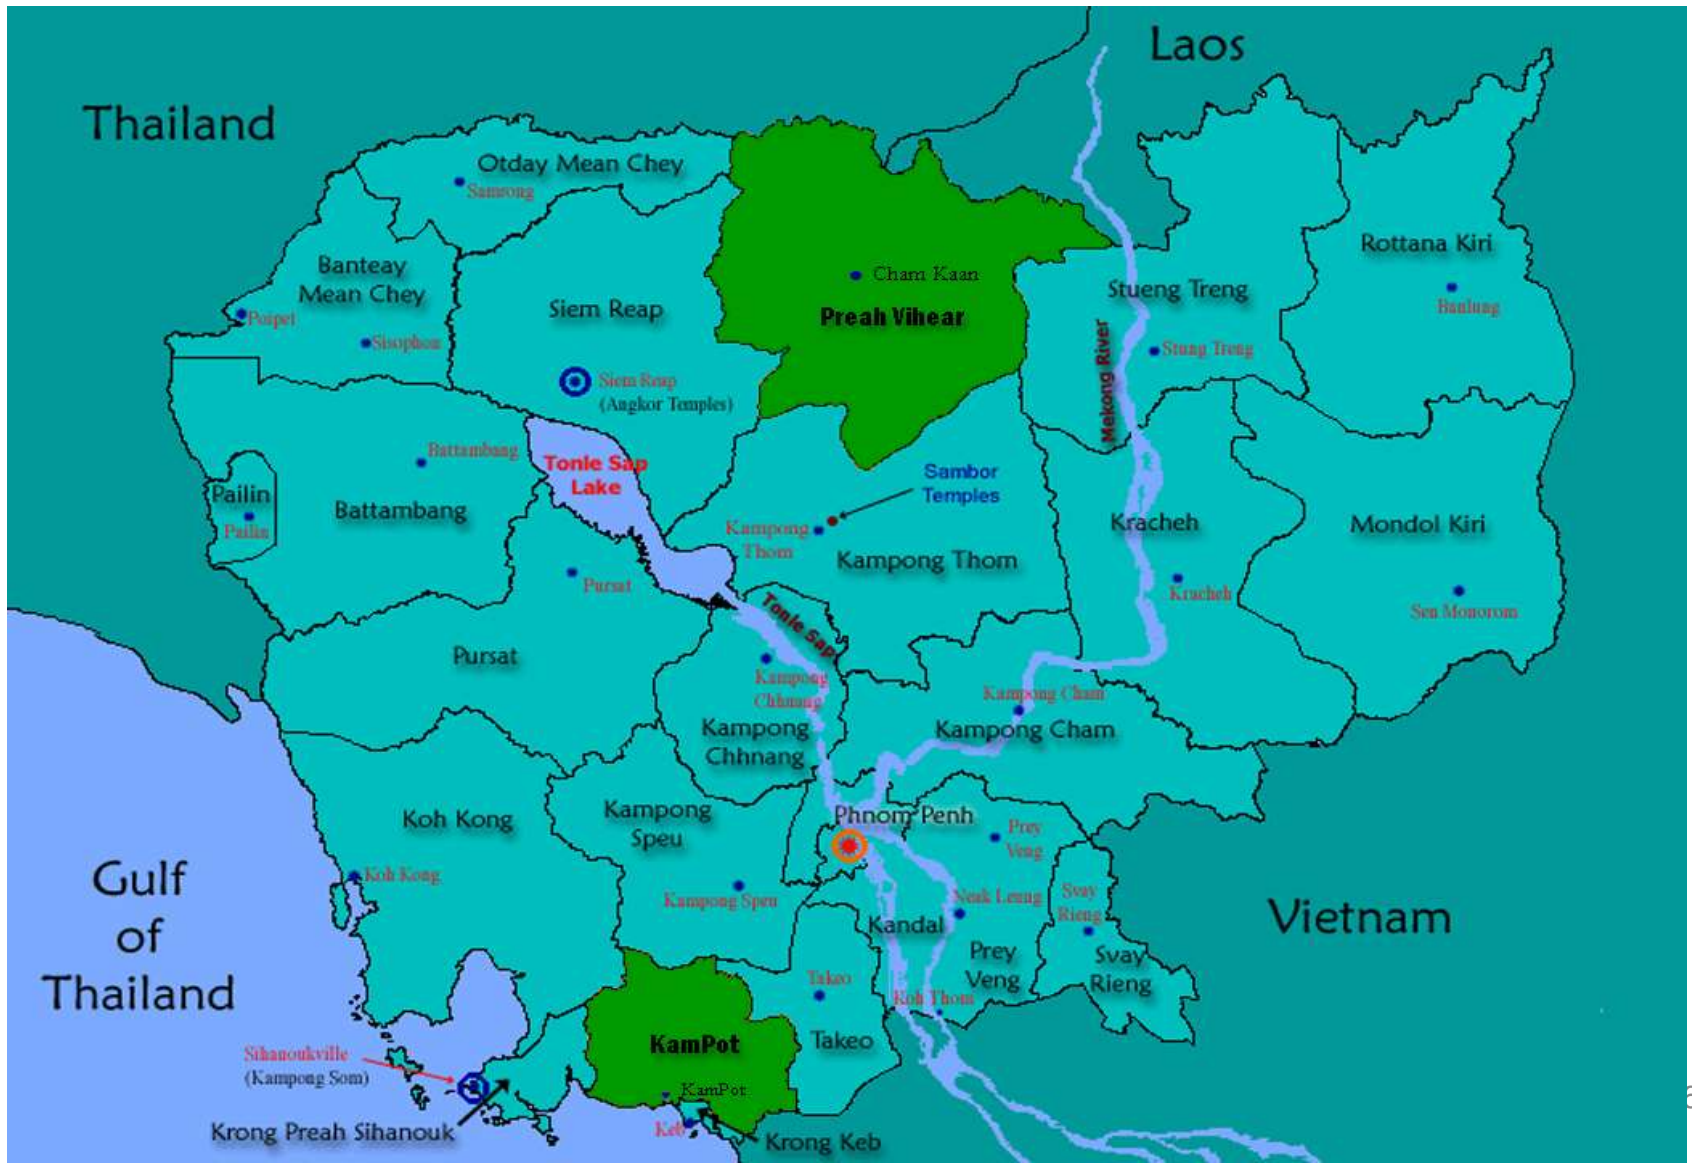 Laos
Thailand
Otday Mean Chey
Samrong
Rottana Kiri
Banlung
Banteay
Mean Chey
Poipet
Sisophon
Siem Reap
Siem Reap
(Angkor Temples)
Cham Kaan
Preah Vihear
Stueng Treng
Stung Treng
Mekong River
Battambang
Battambang
Pailin
Pailin
Tonle Sap
Lake
Sambor
Temples
Kampong
Thom
Kampong Thom
Kracheh
Kracheh
Mondol Kiri
Sen Monorom
Pursat
Pursat
Tonle Sap
Kampong
Chhnang
Kampong
Chhnang
Kampong Cham
Kampong Cham
Koh Kong
Koh Kong
Kampong
Speu
Kampong Speu
Phnom Penh
Prey
Veng
Neak Leung
Prey
Veng
Svay
Rieng
Svay
Rieng
Kandal
Koh Thom
Gulf
of
Thailand
Vietnam
Takeo
Takeo
KamPot
KamPot
Sihanoukville
(Kampong Som)
Krong Preah Sihanouk
Keb
Krong Keb